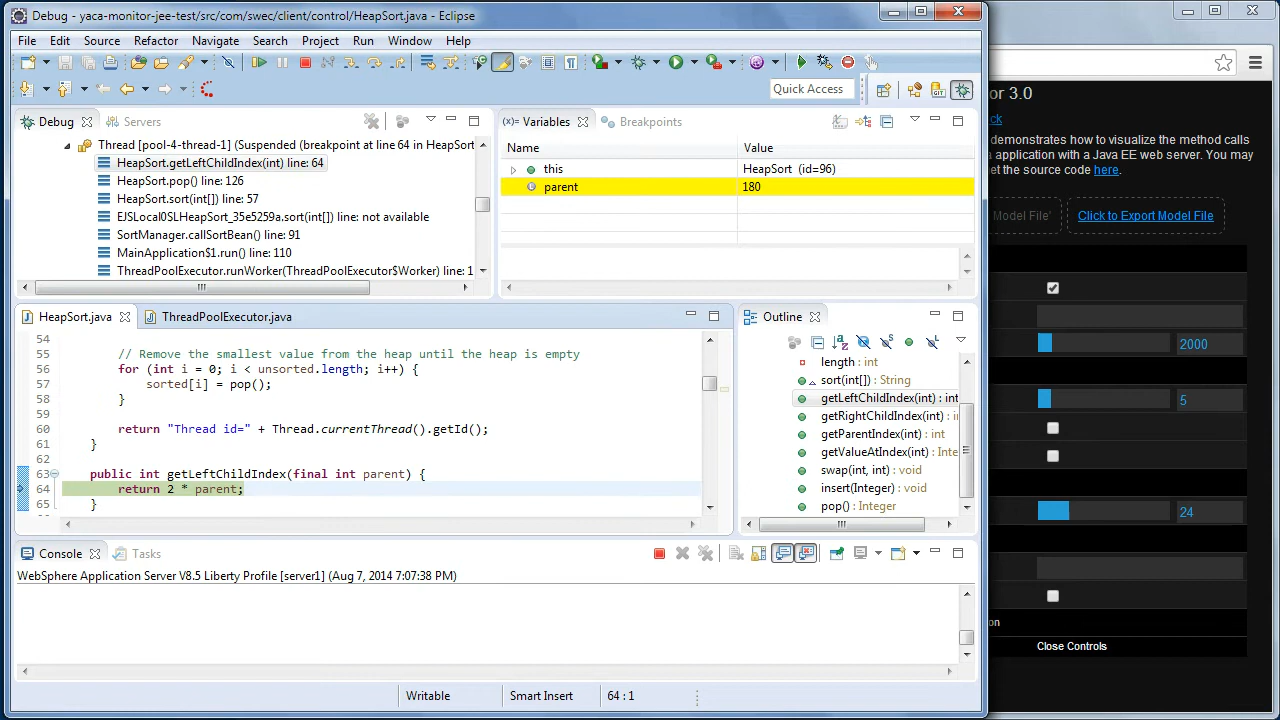 Debug - yaca-monitor-jee-test/src/com/swec/client/control/HeapSort.java - Eclipse
File Edit Source Refactor Navigate Search Project Run Window Help
Quick Access
Debug Servers
Thread [pool-4-thread-1] (Suspended (breakpoint at line 64 in HeapSort
HeapSort.getLeftChildIndex(int) line: 64
HeapSort.pop() line: 126
HeapSort.sort(int[]) line: 57
EJSLocal0SLHeapSort_35e5259a.sort(int[]) line: not available
SortManager.callSortBean() line: 91
MainApplication$1.run() line: 110
ThreadPoolExecutor.runWorker(ThreadPoolExecutor$Worker) line: 1
Variables Breakpoints
Name Value
this HeapSort (id=96)
parent 180
HeapSort.java ThreadPoolExecutor.java
54
55 // Remove the smallest value from the heap until the heap is empty
56 for (int i = 0; i < unsorted.length; i++) {
57 sorted[i] = pop();
58 }
59
60 return "Thread id=" + Thread.currentThread().getId();
61 }
62
63 public int getLeftChildIndex(final int parent) {
64 return 2 * parent;
65 }
Outline
length : int
sort(int[]) : String
getLeftChildIndex(int) : int
getRightChildIndex(int) : in
getParentIndex(int) : int
getValueAtIndex(int) : Inte
swap(int, int) : void
insert(Integer) : void
pop() : Integer
Console Tasks
WebSphere Application Server V8.5 Liberty Profile [server1] (Aug 7, 2014 7:07:38 PM)
Writable Smart Insert 64 : 1
or 3.0
ck
demonstrates how to visualize the method calls
a application with a Java EE web server. You may
et the source code here.
Model File' Click to Export Model File
2000
5
24
on
Close Controls